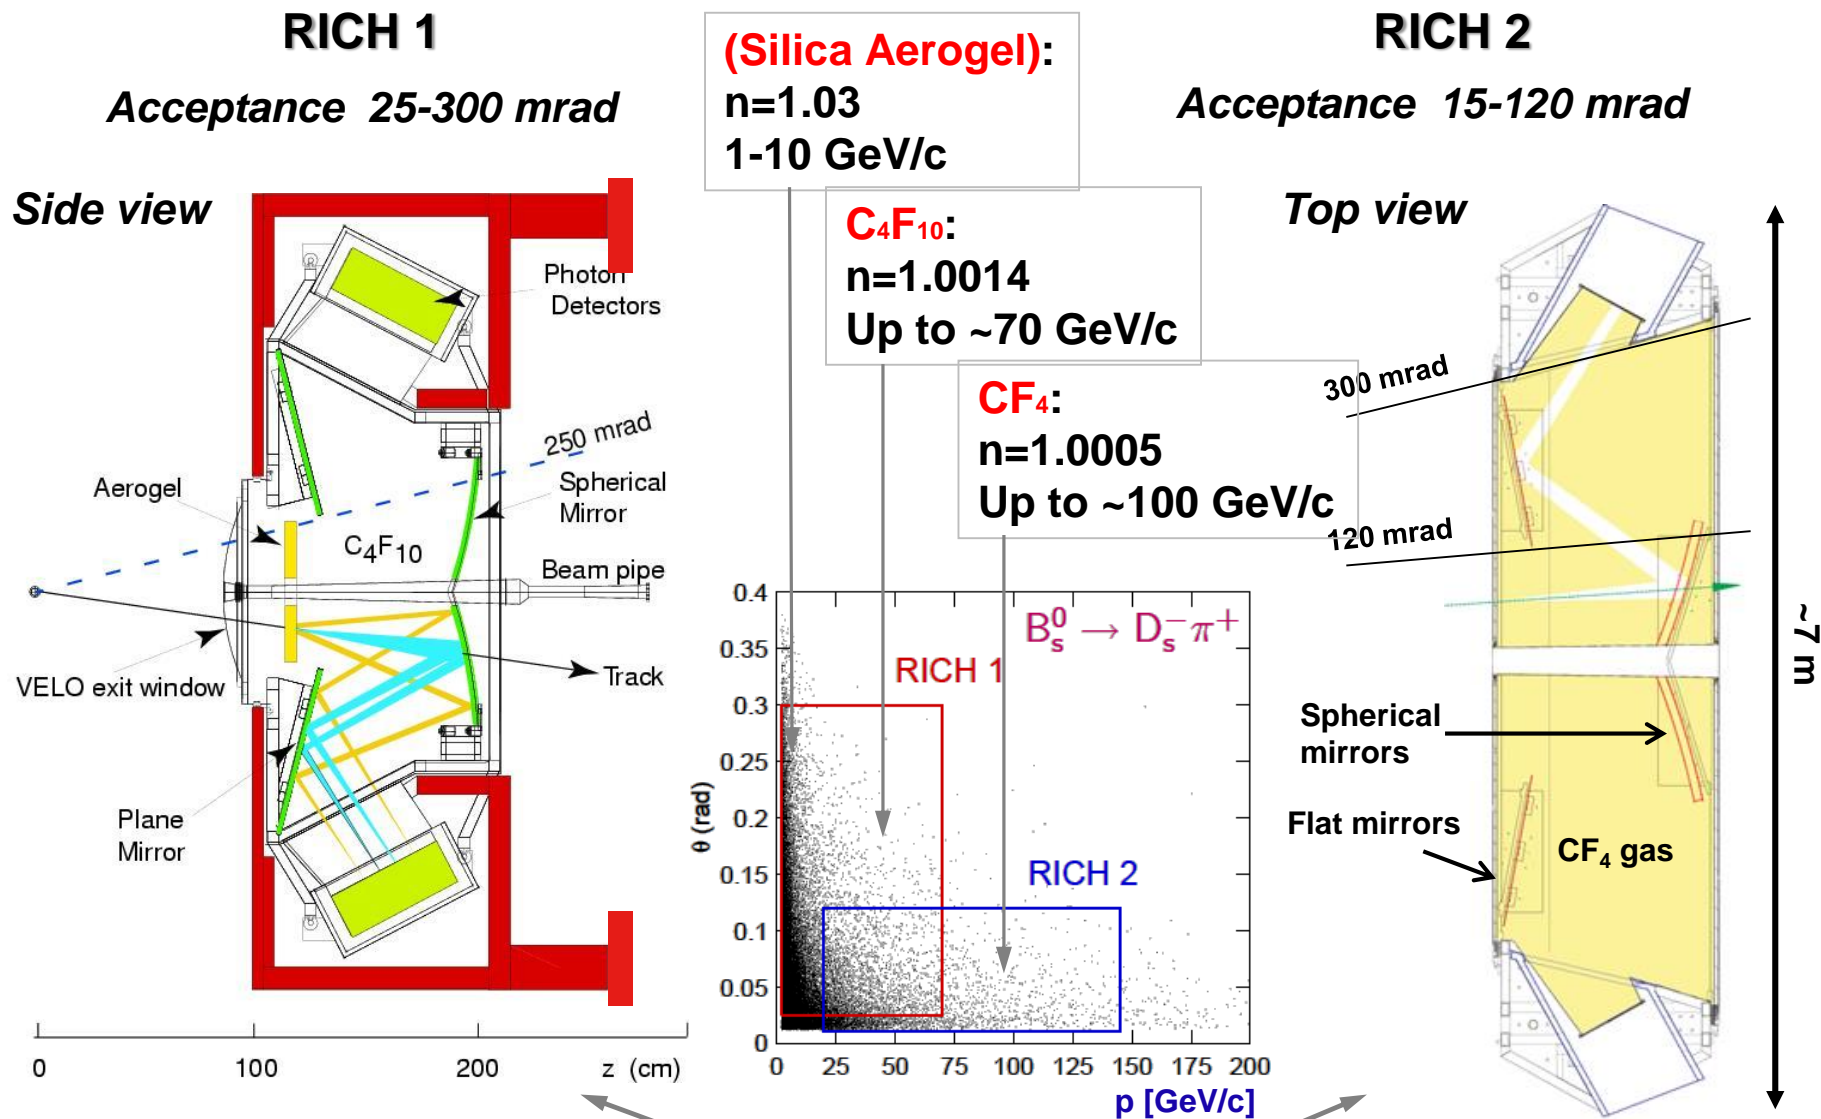 RICH 1
Acceptance  25-300 mrad
Side view
(Silica Aerogel):
n=1.03
1-10 GeV/c
C₄F₁₀:
n=1.0014
Up to ~70 GeV/c
CF₄:
n=1.0005
Up to ~100 GeV/c
RICH 2
Acceptance  15-120 mrad
Top view
Photon
Detectors
250 mrad
Aerogel
Spherical
Mirror
C₄F₁₀
Beam pipe
VELO exit window
Track
Plane
Mirror
0
100
200
z (cm)
0.4
0.35
0.3
0.25
0.2
0.15
0.1
0.05
0
θ (rad)
B⁰ₛ → D⁻ₛ π⁺
RICH 1
RICH 2
0
25
50
75
100
125
150
175
200
p [GeV/c]
300 mrad
120 mrad
Spherical
mirrors
Flat mirrors
CF₄ gas
~7 m